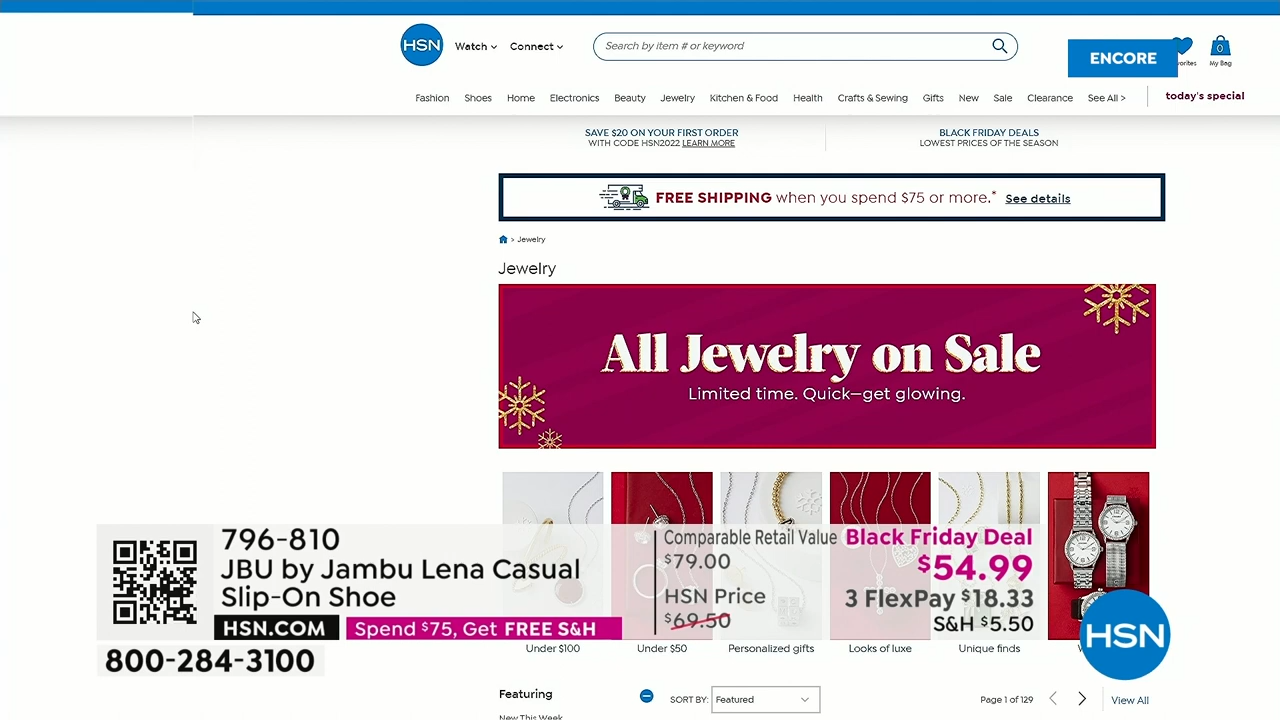 HSN
Watch
Connect
Search by item # or keyword
ENCORE
0
My Bag
Fashion
Shoes
Home
Electronics
Beauty
Jewelry
Kitchen & Food
Health
Crafts & Sewing
Gifts
New
Sale
Clearance
See All >
today's special
SAVE $20 ON YOUR FIRST ORDER
WITH CODE HSN2022 LEARN MORE
BLACK FRIDAY DEALS
LOWEST PRICES OF THE SEASON
FREE SHIPPING when you spend $75 or more.* See details
> Jewelry
Jewelry
All Jewelry on Sale
Limited time. Quick—get glowing.
796-810
JBU by Jambu Lena Casual
Slip-On Shoe
HSN.COM
Spend $75, Get FREE S&H
800-284-3100
Comparable Retail Value
$79.00
HSN Price
$69.50
Black Friday Deal
$54.99
3 FlexPay $18.33
S&H $5.50
HSN
Under $100
Under $50
Personalized gifts
Looks of luxe
Unique finds
Featuring
SORT BY: Featured
Page 1 of 129
View All
New This Week